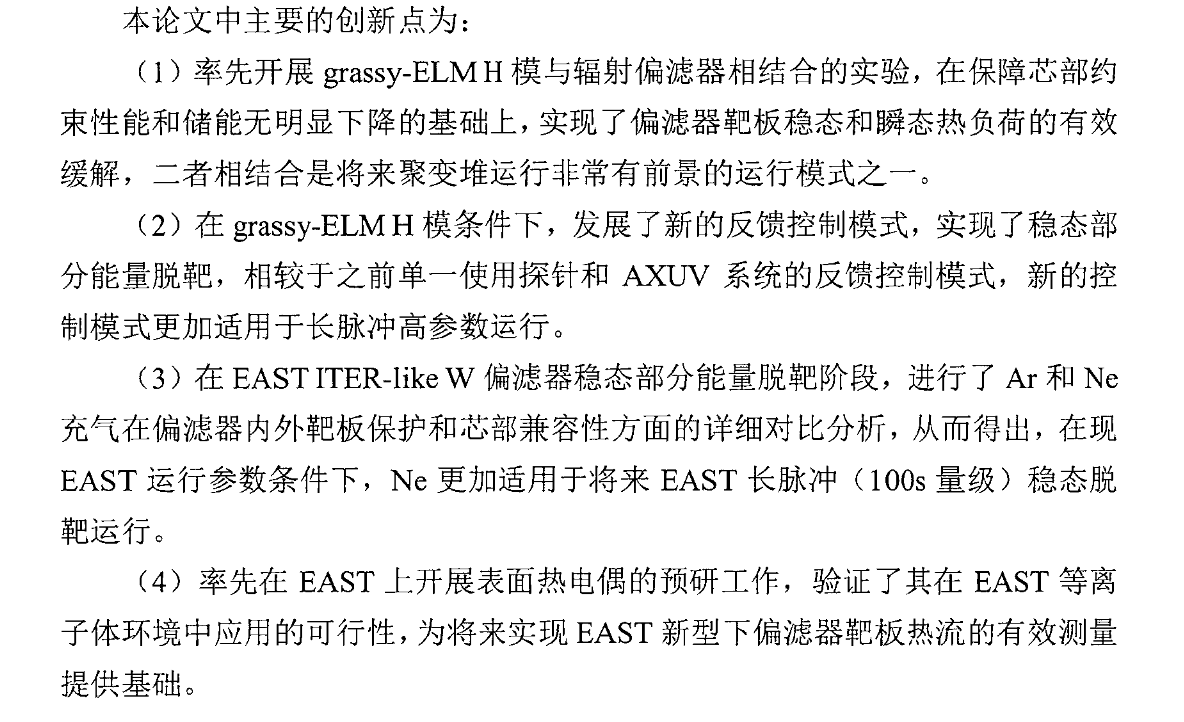 本论文中主要的创新点为：
（1）率先开展 grassy-ELM H 模与辐射偏滤器相结合的实验，在保障芯部约
束性能和储能无明显下降的基础上，实现了偏滤器靶板稳态和瞬态热负荷的有效
缓解，二者相结合是将来聚变堆运行非常有前景的运行模式之一。
（2）在 grassy-ELM H 模条件下，发展了新的反馈控制模式，实现了稳态部
分能量脱靶，相较于之前单一使用探针和 AXUV 系统的反馈控制模式，新的控
制模式更加适用于长脉冲高参数运行。
（3）在 EAST ITER-like W 偏滤器稳态部分能量脱靶阶段，进行了 Ar 和 Ne
充气在偏滤器内外靶板保护和芯部兼容性方面的详细对比分析，从而得出，在现
EAST 运行参数条件下，Ne 更加适用于将来 EAST 长脉冲（100s 量级）稳态脱
靶运行。
（4）率先在 EAST 上开展表面热电偶的预研工作，验证了其在 EAST 等离
子体环境中应用的可行性，为将来实现 EAST 新型下偏滤器靶板热流的有效测量
提供基础。